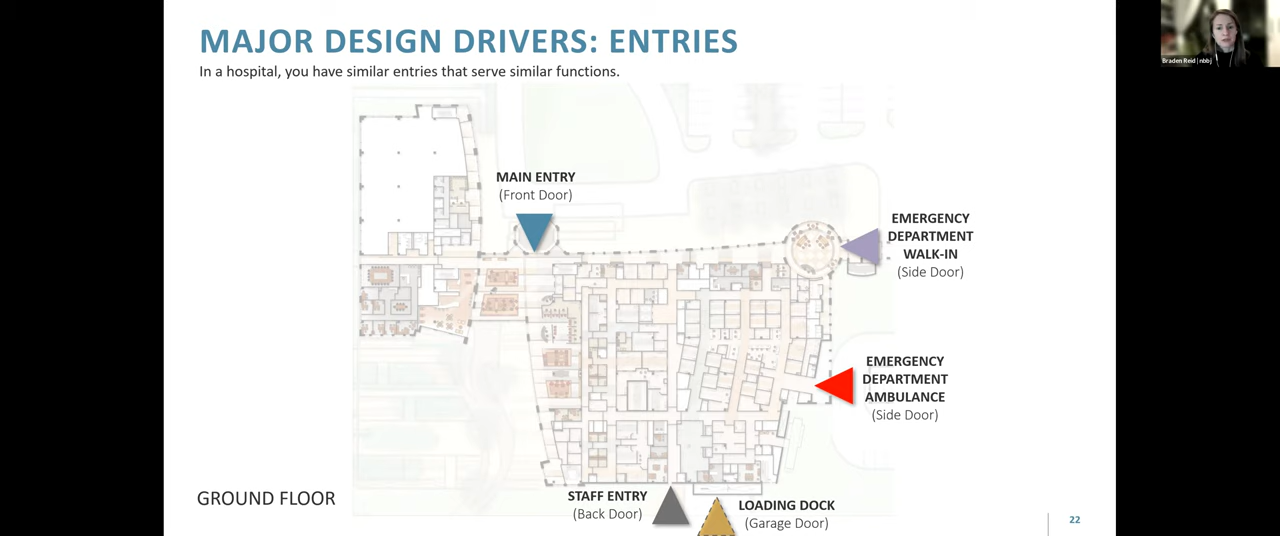 MAJOR DESIGN DRIVERS: ENTRIES
In a hospital, you have similar entries that serve similar functions.
MAIN ENTRY
(Front Door)
EMERGENCY
DEPARTMENT
WALK-IN
(Side Door)
EMERGENCY
DEPARTMENT
AMBULANCE
(Side Door)
GROUND FLOOR
STAFF ENTRY
(Back Door)
LOADING DOCK
(Garage Door)
22
Braden Reid | nbbj